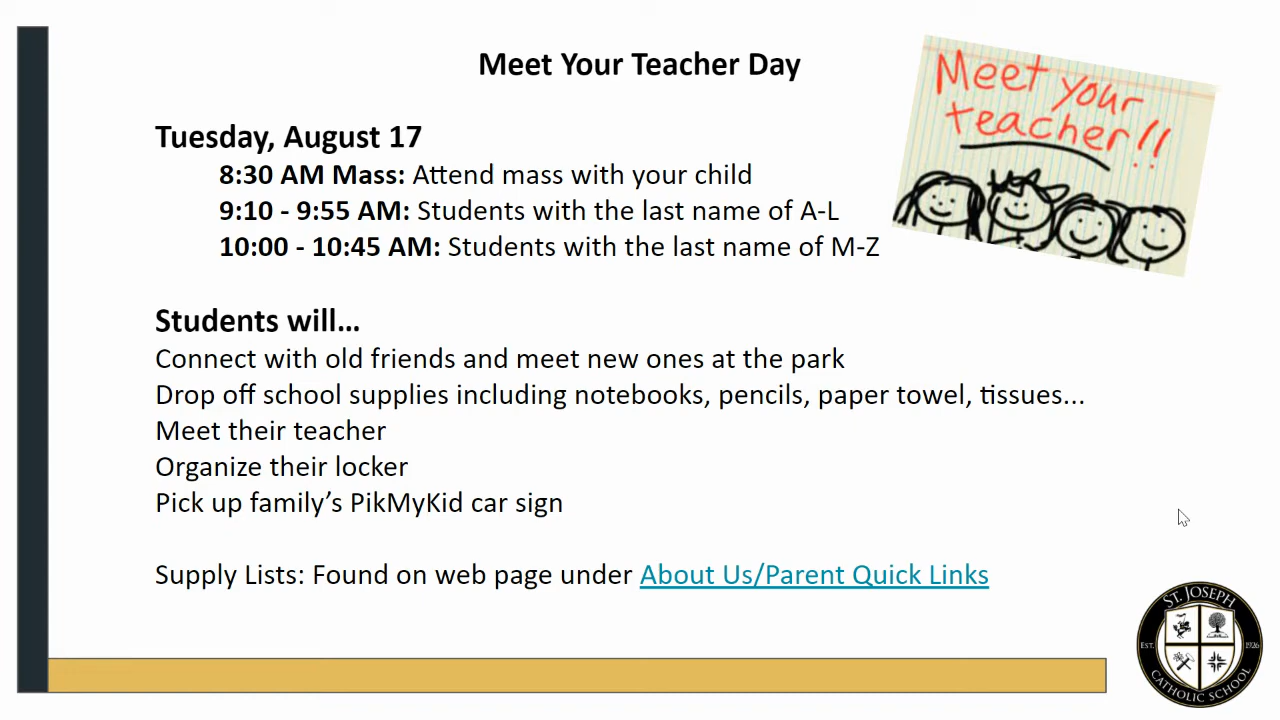 Meet Your Teacher Day
Meet your
teacher!!
Tuesday, August 17
8:30 AM Mass: Attend mass with your child
9:10 - 9:55 AM: Students with the last name of A-L
10:00 - 10:45 AM: Students with the last name of M-Z
Students will...
Connect with old friends and meet new ones at the park
Drop off school supplies including notebooks, pencils, paper towel, tissues...
Meet their teacher
Organize their locker
Pick up family’s PikMyKid car sign
Supply Lists: Found on web page under About Us/Parent Quick Links
ST. JOSEPH
EST. 1926
CATHOLIC SCHOOL